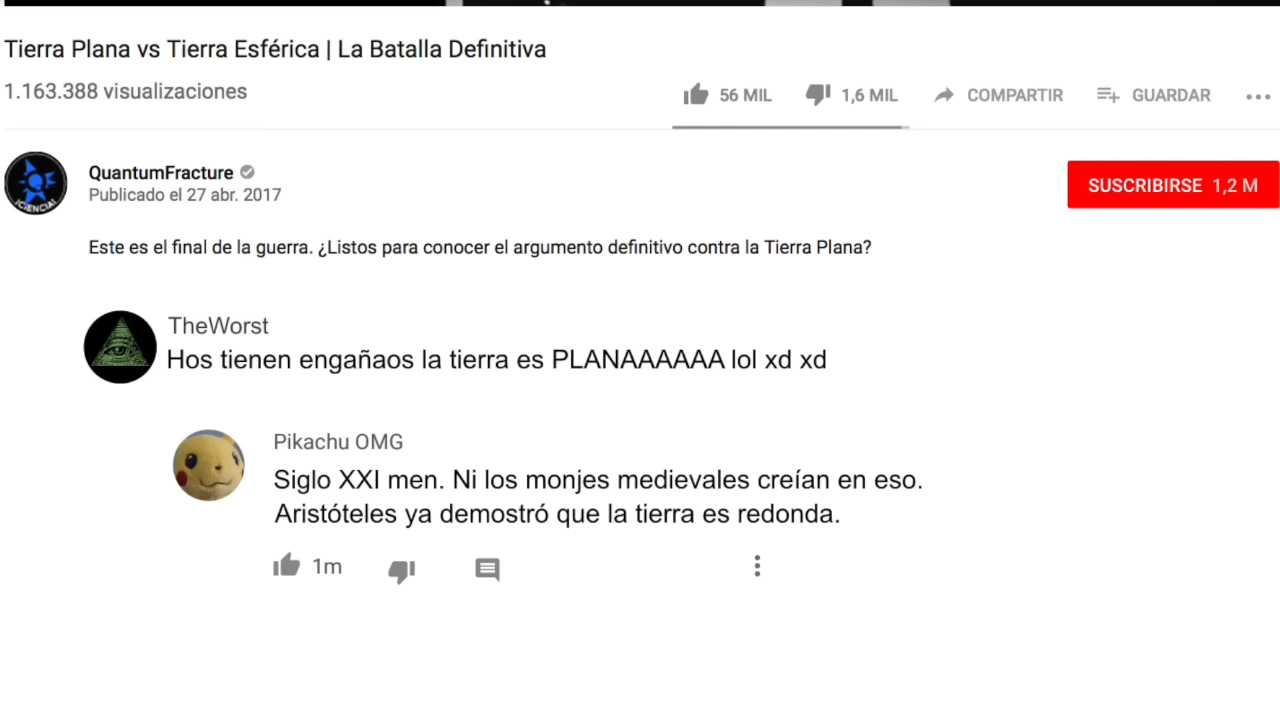 Tierra Plana vs Tierra Esférica | La Batalla Definitiva
1.163.388 visualizaciones
56 MIL 1,6 MIL COMPARTIR GUARDAR
QuantumFracture
Publicado el 27 abr. 2017
¡CIENCIA!
SUSCRIBIRSE 1,2 M
Este es el final de la guerra. ¿Listos para conocer el argumento definitivo contra la Tierra Plana?
TheWorst
Hos tienen engañaos la tierra es PLANAAAAAA lol xd xd
Pikachu OMG
Siglo XXI men. Ni los monjes medievales creían en eso.
Aristóteles ya demostró que la tierra es redonda.
1m